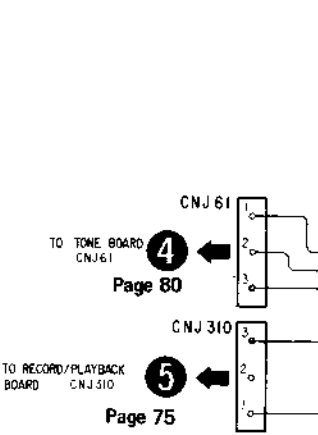 CNJ61
1
TO TONE BOARD
CNJ61
4
2
Page 80
3
CNJ310
3
TO RECORD/PLAYBACK
BOARD CNJ310
5
2
Page 75
1